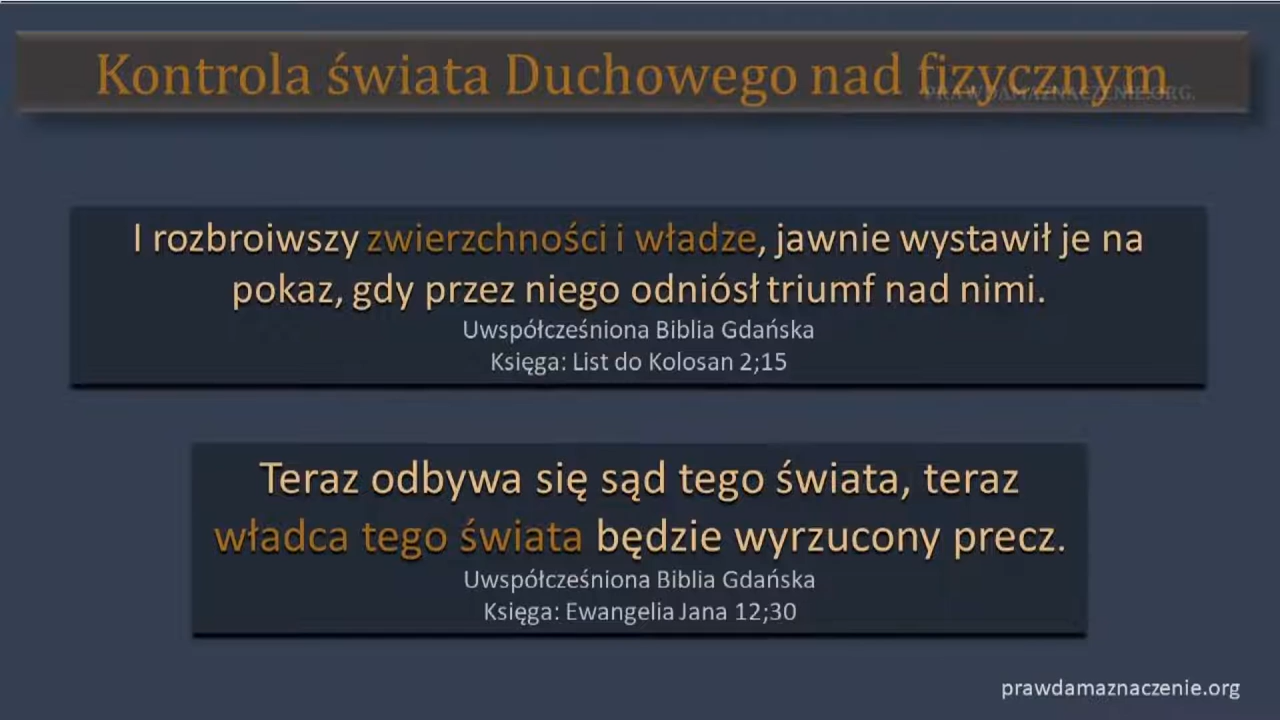 Kontrola świata Duchowego nad fizycznym
PRAWDAMAZNACZENIE.ORG.
I rozbroiwszy zwierzchności i władze, jawnie wystawił je na
pokaz, gdy przez niego odniósł triumf nad nimi.
Uwspółcześniona Biblia Gdańska
Księga: List do Kolosan 2;15
Teraz odbywa się sąd tego świata, teraz
władca tego świata będzie wyrzucony precz.
Uwspółcześniona Biblia Gdańska
Księga: Ewangelia Jana 12;30
prawdamaznaczenie.org